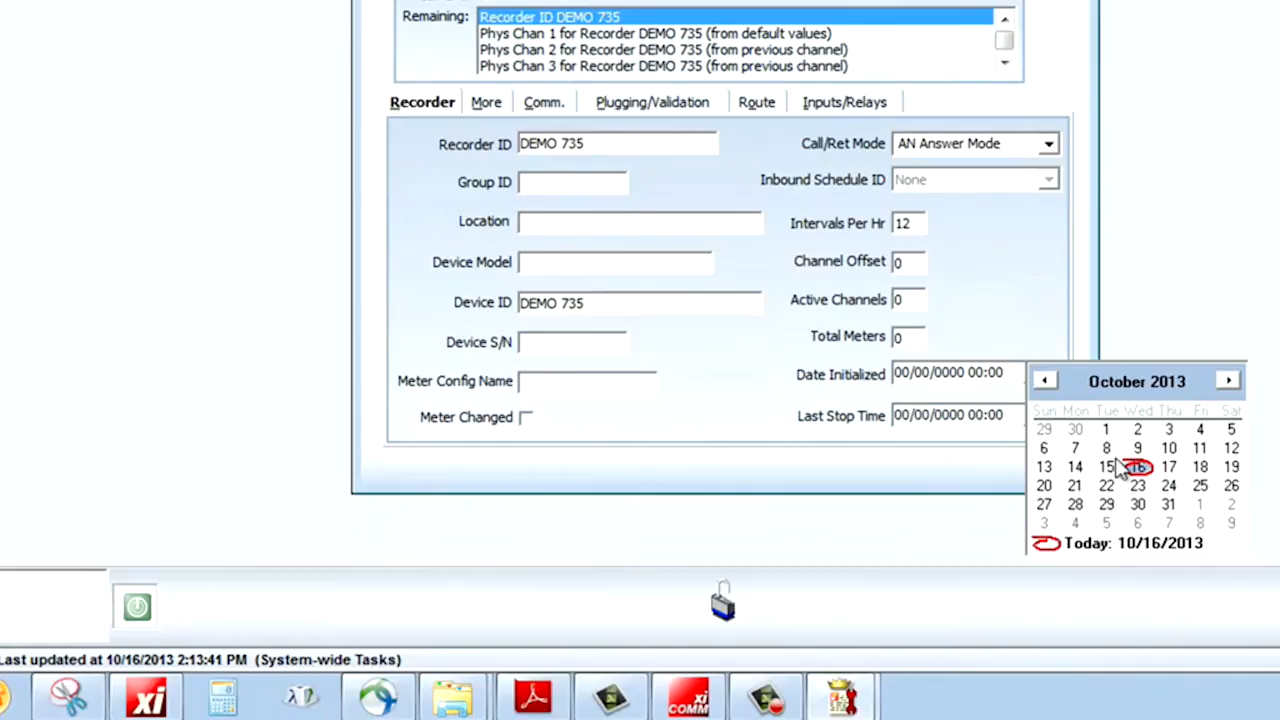 Remaining: Recorder ID DEMO 735
Phys Chan 1 for Recorder DEMO 735 (from default values)
Phys Chan 2 for Recorder DEMO 735 (from previous channel)
Phys Chan 3 for Recorder DEMO 735 (from previous channel)
Recorder More Comm. Plugging/Validation Route Inputs/Relays
Recorder ID DEMO 735 Call/Ret Mode AN Answer Mode
Group ID Inbound Schedule ID None
Location Intervals Per Hr 12
Device Model Channel Offset 0
Device ID DEMO 735 Active Channels 0
Device S/N Total Meters 0
Meter Config Name Date Initialized 00/00/0000 00:00
Meter Changed Last Stop Time 00/00/0000 00:00
October 2013
Sun Mon Tue Wed Thu Fri Sat
29 30 1 2 3 4 5
6 7 8 9 10 11 12
13 14 15 16 17 18 19
20 21 22 23 24 25 26
27 28 29 30 31 1 2
3 4 5 6 7 8 9
Today: 10/16/2013
Last updated at 10/16/2013 2:13:41 PM (System-wide Tasks)
xi
xi
COMM